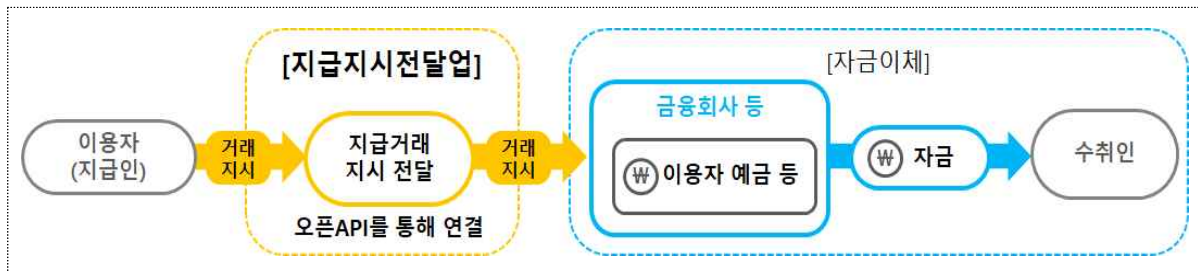 [지급지시전달업]
[자금이체]
이용자
(지급인)
거래
지시
지급거래
지시 전달
거래
지시
오픈API를 통해 연결
금융회사 등
₩ 이용자 예금 등
₩ 자금
수취인